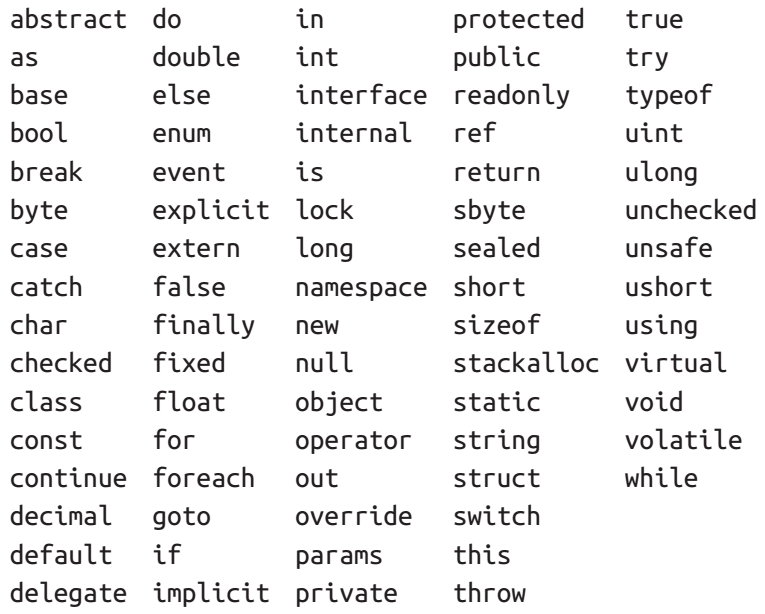 abstract do in protected true
as double int public try
base else interface readonly typeof
bool enum internal ref uint
break event is return ulong
byte explicit lock sbyte unchecked
case extern long sealed unsafe
catch false namespace short ushort
char finally new sizeof using
checked fixed null stackalloc virtual
class float object static void
const for operator string volatile
continue foreach out struct while
decimal goto override switch
default if params this
delegate implicit private throw